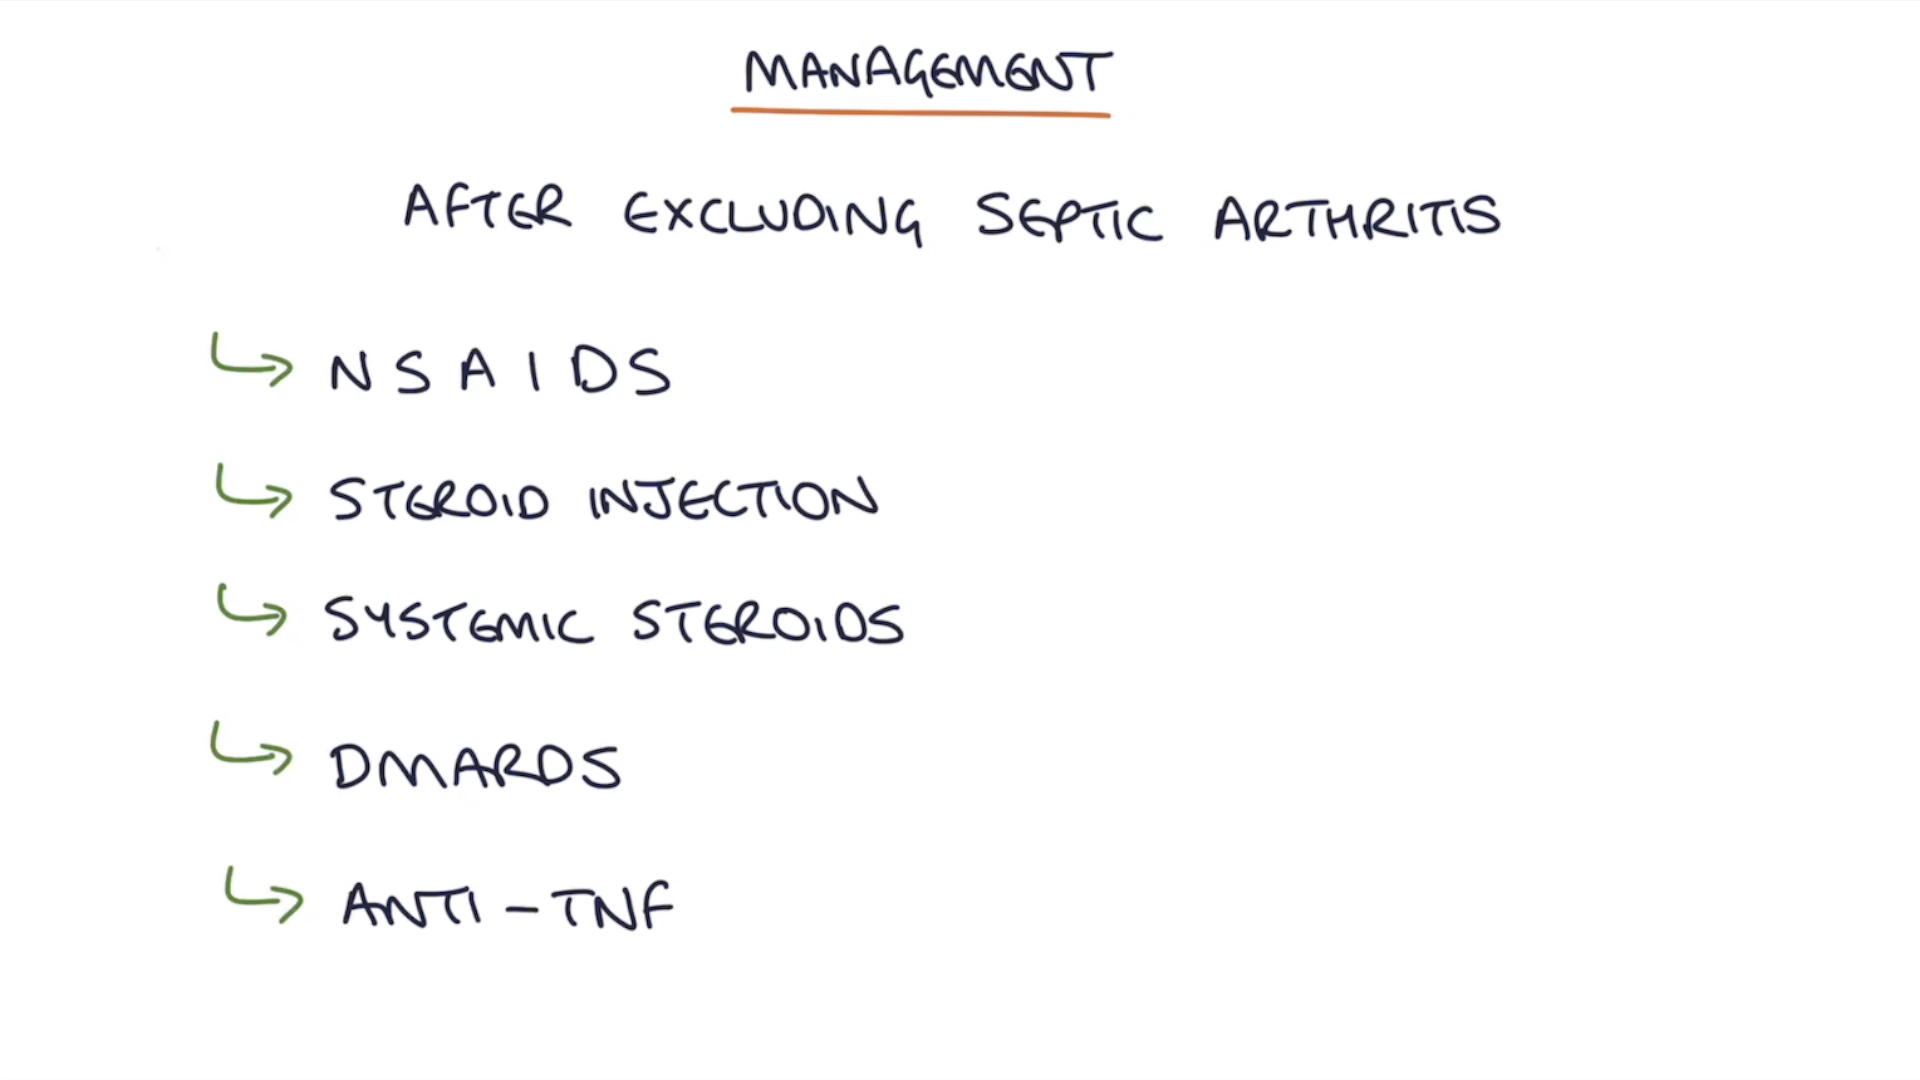 MANAGEMENT
AFTER EXCLUDING SEPTIC ARTHRITIS
NSAIDS
STEROID INJECTION
SYSTEMIC STEROIDS
DMARDS
ANTI-TNF